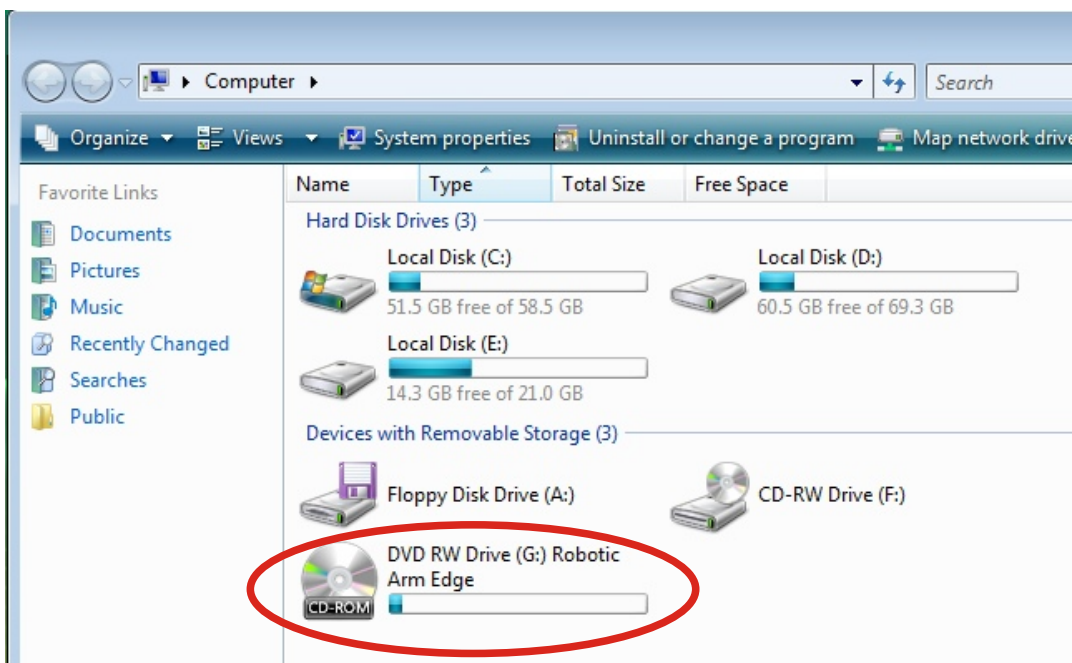 Computer
Search
Organize Views System properties Uninstall or change a program Map network drive
Favorite Links
Documents
Pictures
Music
Recently Changed
Searches
Public
Name Type Total Size Free Space
Hard Disk Drives (3)
Local Disk (C:)
51.5 GB free of 58.5 GB
Local Disk (D:)
60.5 GB free of 69.3 GB
Local Disk (E:)
14.3 GB free of 21.0 GB
Devices with Removable Storage (3)
Floppy Disk Drive (A:)
CD-RW Drive (F:)
DVD RW Drive (G:) Robotic
Arm Edge
CD-ROM